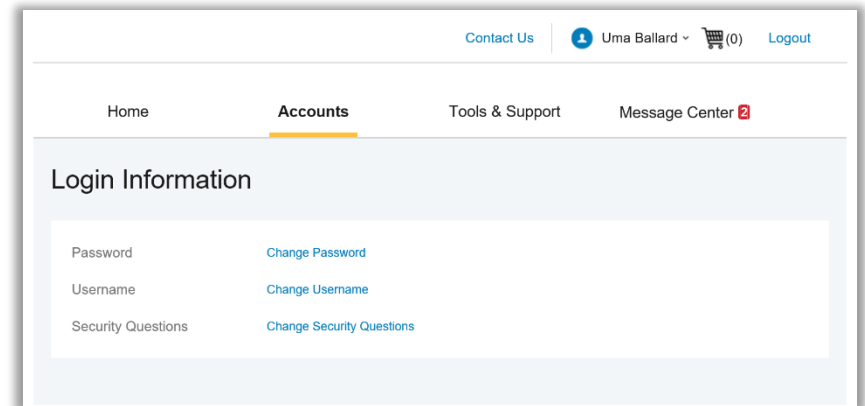 Contact Us Uma Ballard (0) Logout
Home Accounts Tools & Support Message Center 2
Login Information
Password Change Password
Username Change Username
Security Questions Change Security Questions